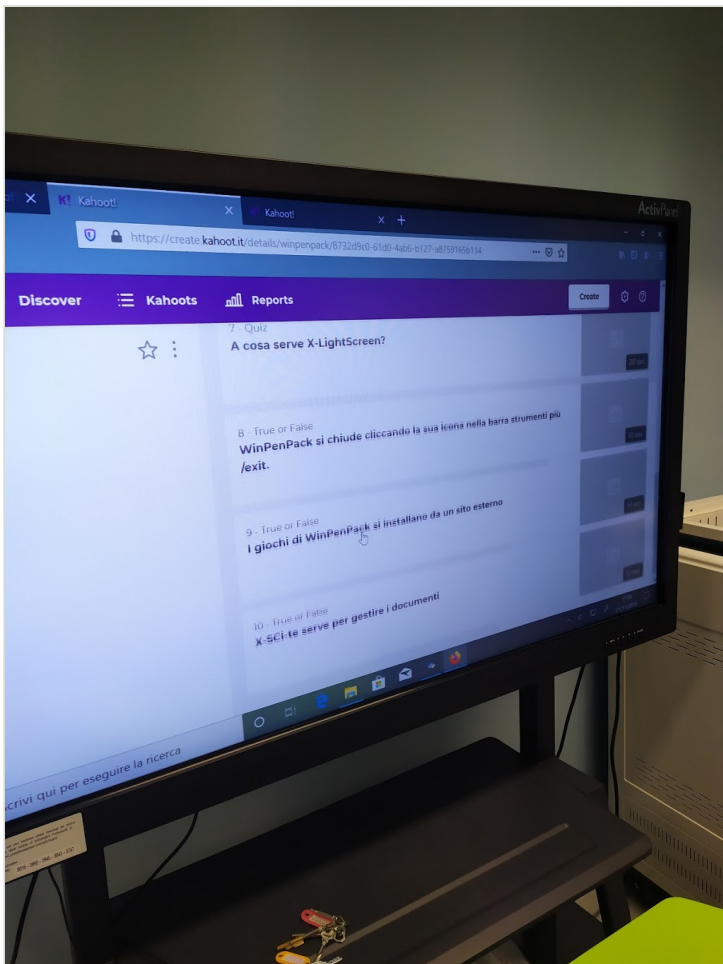 ActivPanel
K! Kahoot!
Kahoot!
https://create.kahoot.it/details/winpenpack/8732d9c0-61d0-4ab6-b127-a8759165b114
Discover
Kahoots
Reports
Create
7 - Quiz
A cosa serve X-LightScreen?
8 - True or False
WinPenPack si chiude cliccando la sua icona nella barra strumenti più
/exit.
9 - True or False
I giochi di WinPenPack si installano da un sito esterno
10 - True or False
X-SCi-te serve per gestire i documenti
scrivi qui per eseguire la ricerca